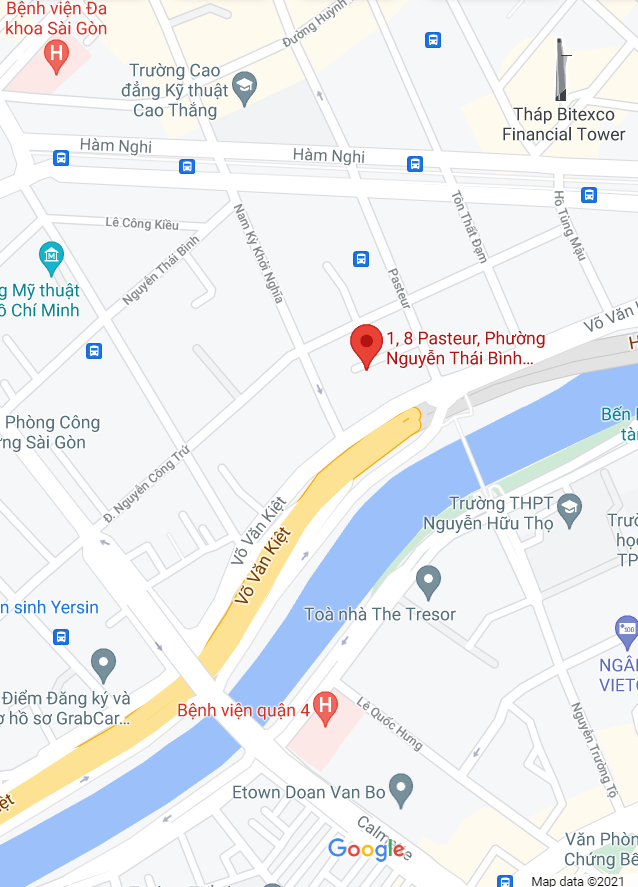 Bệnh viện Đa
khoa Sài Gòn
H
Đường Huỳnh
Trường Cao
đẳng Kỹ thuật
Cao Thắng
Tháp Bitexco
Financial Tower
Hàm Nghi
Hàm Nghi
Lê Công Kiều
Nguyễn Thái Bình
Nam Kỳ Khởi Nghĩa
Pasteur
Tôn Thất Đạm
Hồ Tùng Mậu
g Mỹ thuật
ồ Chí Minh
Võ Văn
H
1, 8 Pasteur, Phường
Nguyễn Thái Bình...
Phòng Công
ng Sài Gòn
Bến
tà
Đ. Nguyễn Công Trứ
Võ Văn Kiệt
Võ Văn Kiệt
Trường THPT
Nguyễn Hữu Thọ
Trườ
học
TP
n sinh Yersin
Toà nhà The Tresor
NGÂ
VIET
Điểm Đăng ký và
hồ sơ GrabCar...
Bệnh viện quận 4
H
Lê Quốc Hưng
Nguyễn Trường Tộ
Etown Doan Van Bo
ệt
Google
Văn Phòn
Chứng Bế
Map data ©2021